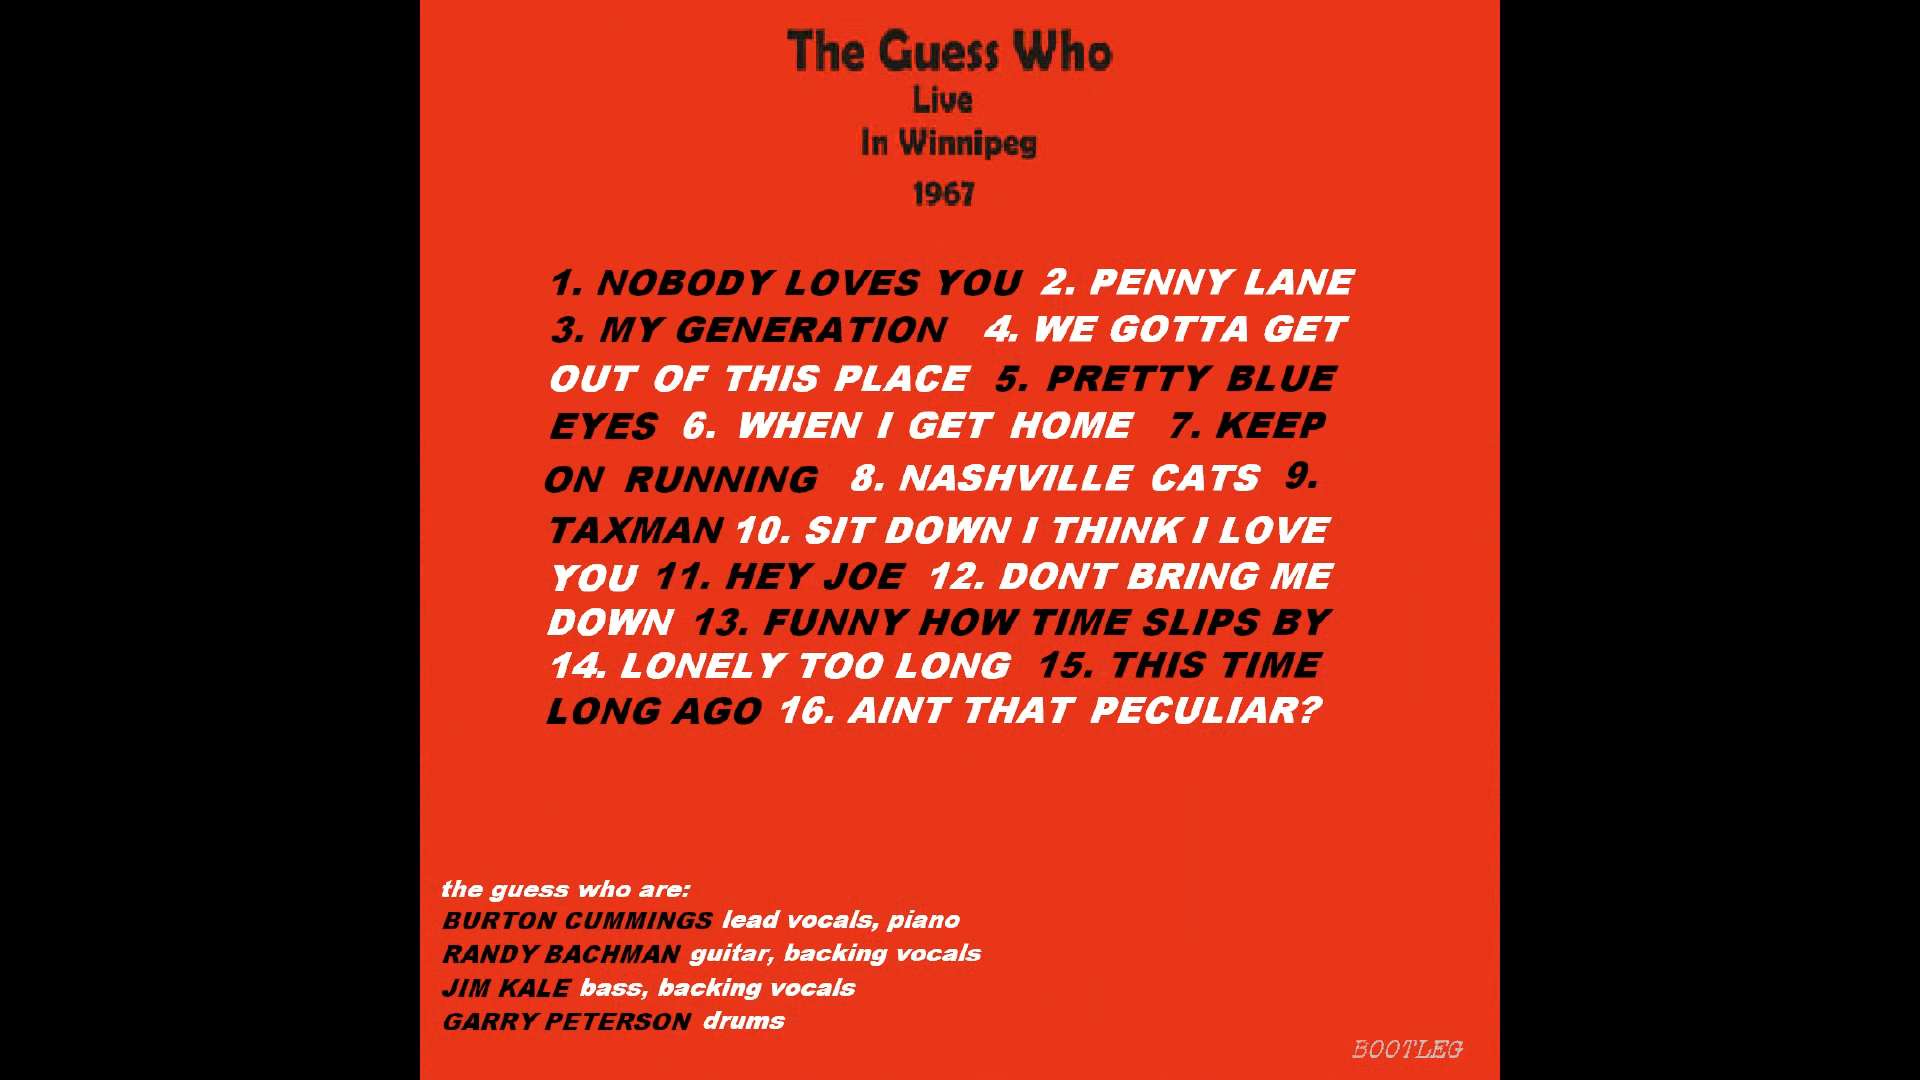 The Guess Who
Live
In Winnipeg
1967
1. NOBODY LOVES YOU 2. PENNY LANE
3. MY GENERATION 4. WE GOTTA GET
OUT OF THIS PLACE 5. PRETTY BLUE
EYES 6. WHEN I GET HOME 7. KEEP
ON RUNNING 8. NASHVILLE CATS 9.
TAXMAN 10. SIT DOWN I THINK I LOVE
YOU 11. HEY JOE 12. DONT BRING ME
DOWN 13. FUNNY HOW TIME SLIPS BY
14. LONELY TOO LONG 15. THIS TIME
LONG AGO 16. AINT THAT PECULIAR?
the guess who are:
BURTON CUMMINGS lead vocals, piano
RANDY BACHMAN guitar, backing vocals
JIM KALE bass, backing vocals
GARRY PETERSON drums
BOOTLEG